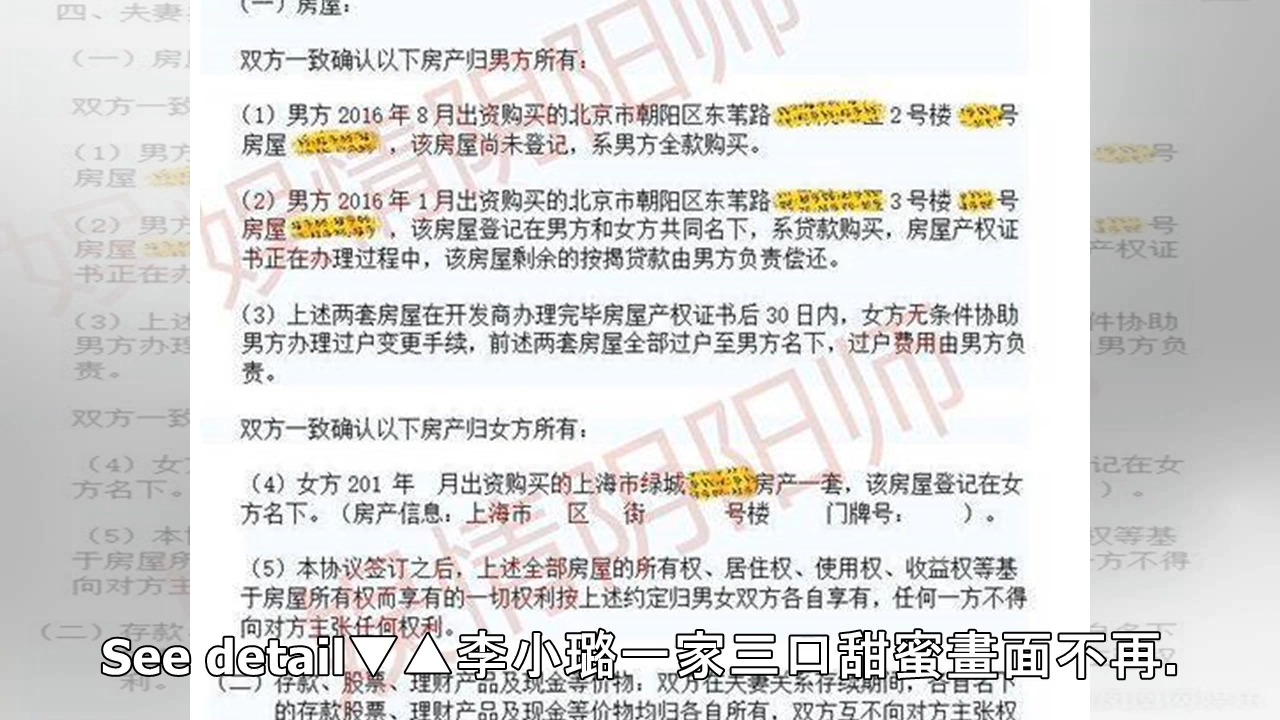 （一）房屋：
双方一致确认以下房产归男方所有：
（1）男方 2016 年 8 月出资购买的北京市朝阳区东苇路 2 号楼 号
房屋 ，该房屋尚未登记，系男方全款购买。
（2）男方 2016 年 1 月出资购买的北京市朝阳区东苇路 3 号楼 号
房屋 ，该房屋登记在男方和女方共同名下，系贷款购买，房屋产权证
书正在办理过程中，该房屋剩余的按揭贷款由男方负责偿还。
（3）上述两套房屋在开发商办理完毕房屋产权证书后 30 日内，女方无条件协助
男方办理过户变更手续，前述两套房屋全部过户至男方名下，过户费用由男方负
责。
双方一致确认以下房产归女方所有：
（4）女方 201 年 月出资购买的上海市绿城 房产一套，该房屋登记在女
方名下。（房产信息：上海市 区 街 号楼 门牌号： ）。
（5）本协议签订之后，上述全部房屋的所有权、居住权、使用权、收益权等基
于房屋所有权而享有的一切权利按上述约定归男女双方各自享有，任何一方不得
向对方主张任何权利。
See detail▼▲李小璐一家三口甜蜜畫面不再.
（二）存款、股票、理财产品及现金等价物：双方在夫妻关系存续期间，各自名下
的存款股票、理财产品及现金等价物均归各自所有，双方互不向对方主张权
娱情阴阳师
娱情阴阳师